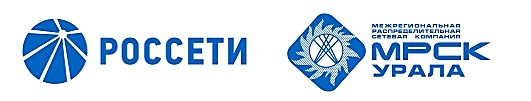 РОССЕТИ
МЕЖРЕГИОНАЛЬНАЯ
РАСПРЕДЕЛИТЕЛЬНАЯ
СЕТЕВАЯ КОМПАНИЯ
МРСК
УРАЛА